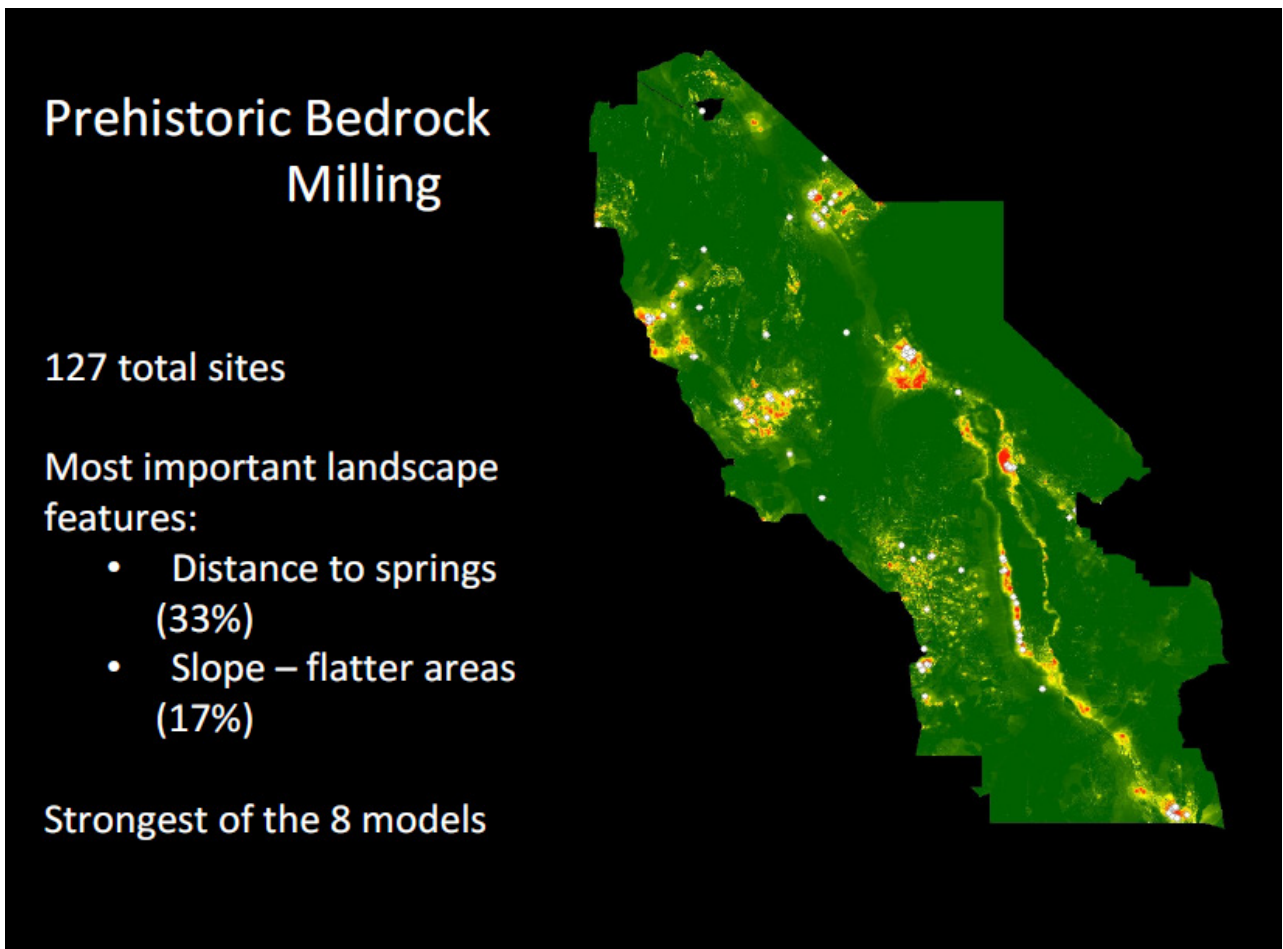 Prehistoric Bedrock
Milling
127 total sites
Most important landscape
features:
• Distance to springs
(33%)
• Slope – flatter areas
(17%)
Strongest of the 8 models